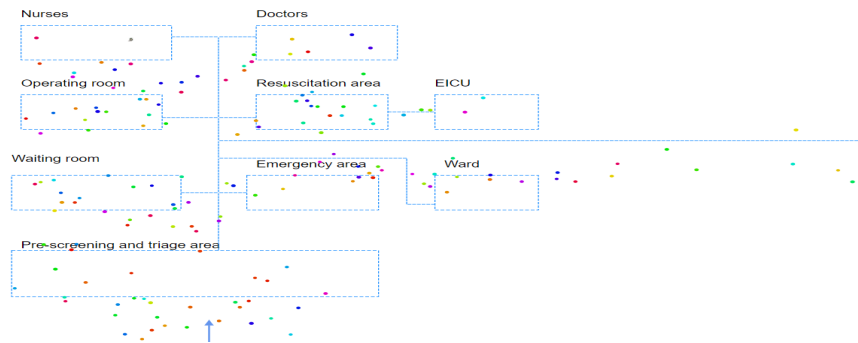 Nurses
Doctors
Operating room
Resuscitation area
EICU
Waiting room
Emergency area
Ward
Pre-screening and triage area